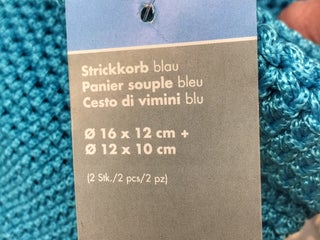 Strickkorb blau
Panier souple bleu
Cesto di vimini blu
Ø 16 x 12 cm +
Ø 12 x 10 cm
(2 Stk./2 pcs/2 pz)